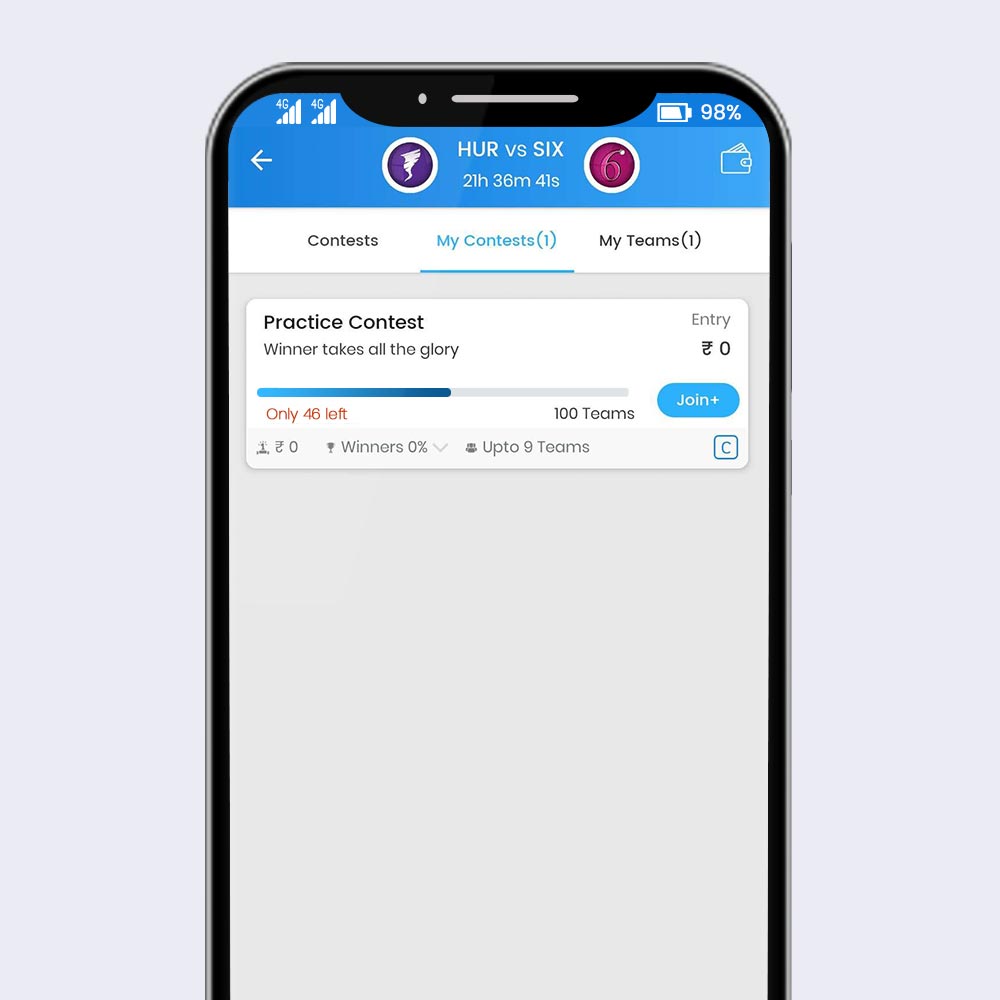 4G 4G 98%
HUR vs SIX
21h 36m 41s
6
Contests My Contests(1) My Teams(1)
Practice Contest Entry
Winner takes all the glory ₹ 0
Only 46 left 100 Teams Join+
1 ₹ 0 Winners 0% Upto 9 Teams C